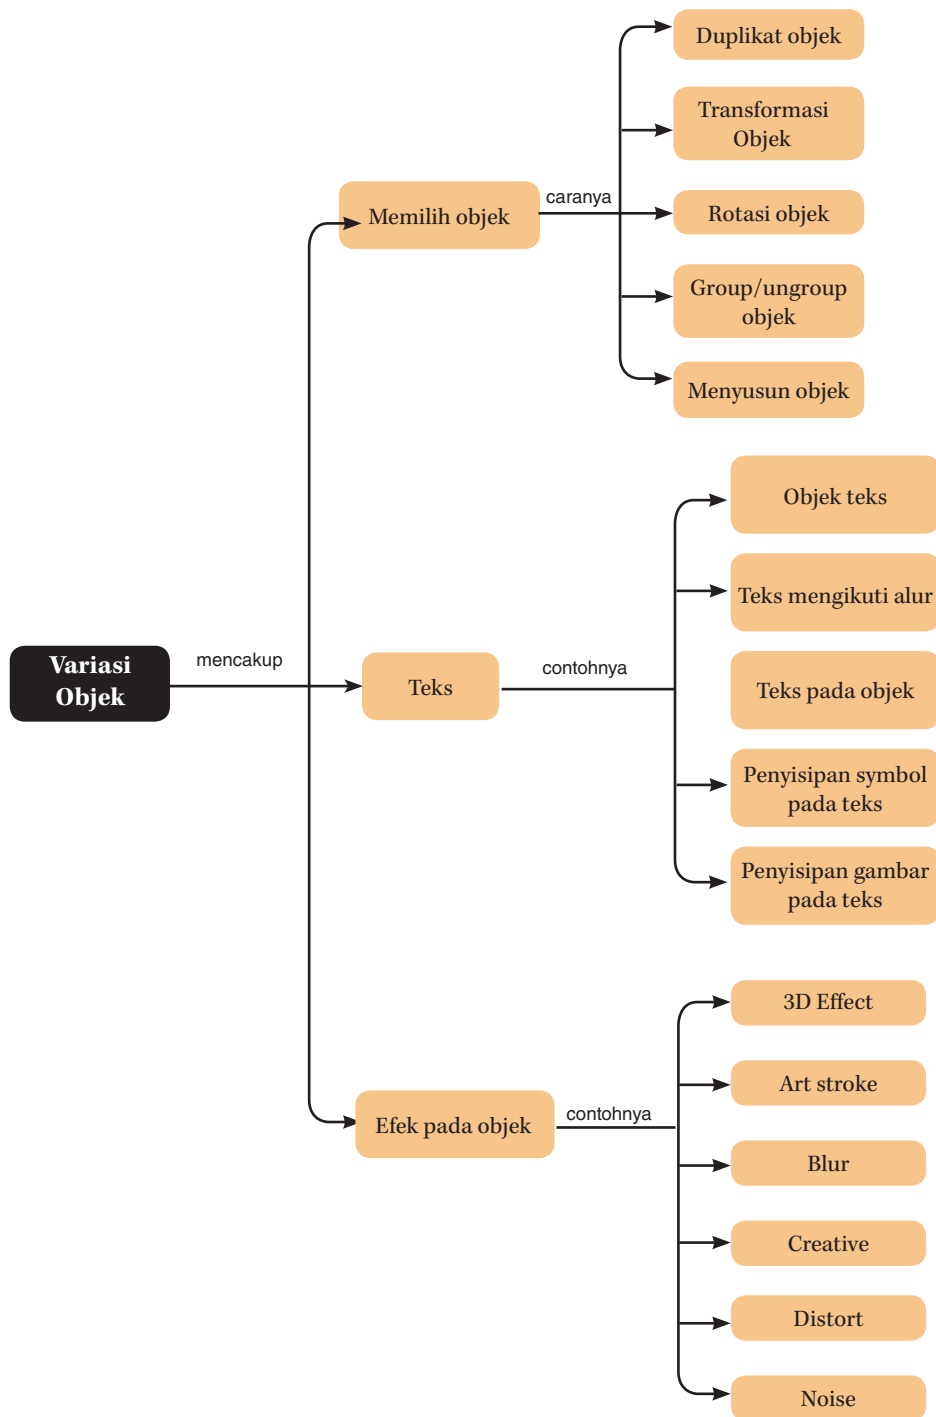 Duplikat objek
Transformasi
Objek
Memilih objek
caranya
Rotasi objek
Group/ungroup
objek
Menyusun objek
Objek teks
Teks mengikuti alur
Variasi
Objek
mencakup
Teks
contohnya
Teks pada objek
Penyisipan symbol
pada teks
Penyisipan gambar
pada teks
3D Effect
Art stroke
Efek pada objek
contohnya
Blur
Creative
Distort
Noise